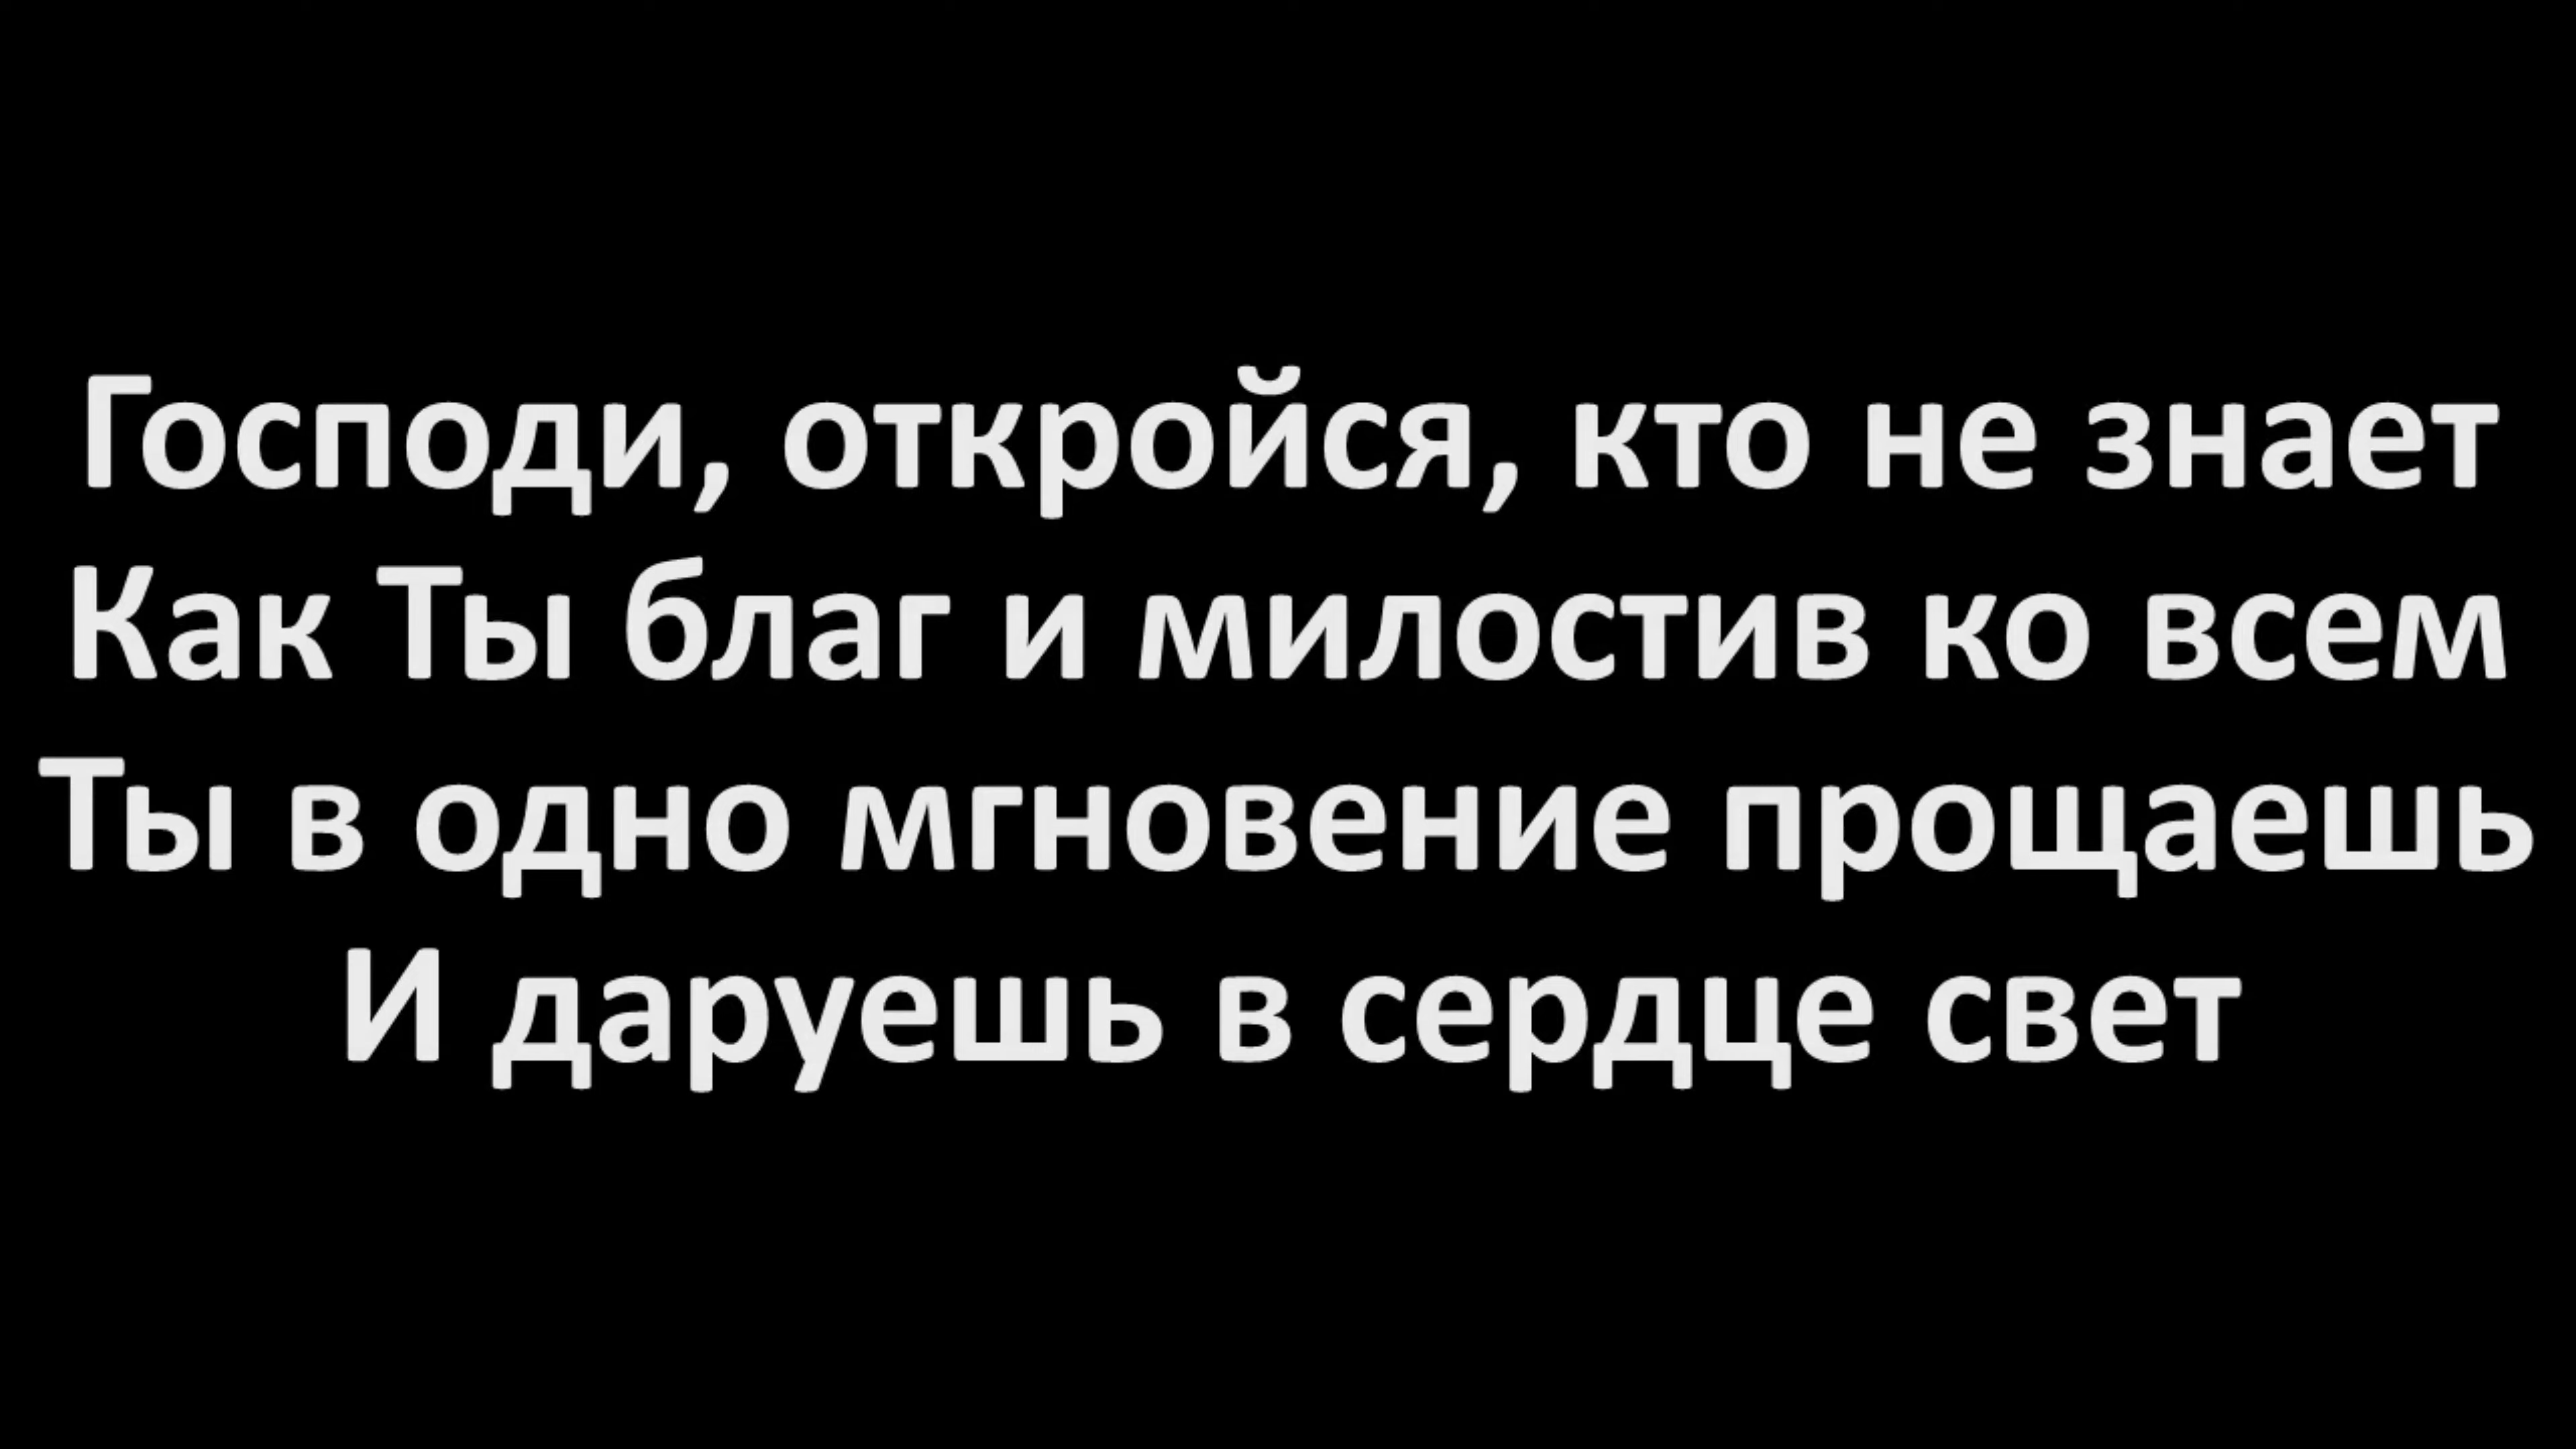 Господи, откройся, кто не знает
Как Ты благ и милостив ко всем
Ты в одно мгновение прощаешь
И даруешь в сердце свет